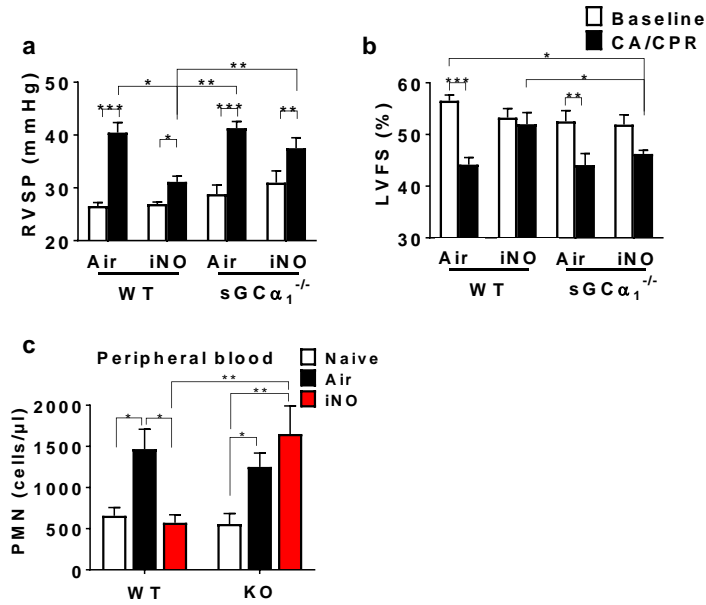 Baseline
CA/CPR
a
* **
**
*** * *** **
RVSP (mmHg)
50
40
30
20
Air iNO Air iNO
WT sGCα1-/-
b
*
*
*** **
LVFS (%)
60
50
40
30
Air iNO Air iNO
WT sGCα1-/-
c
Peripheral blood
Naive
Air
iNO
**
**
* * *
PMN (cells/µl)
2000
1500
1000
500
0
WT KO